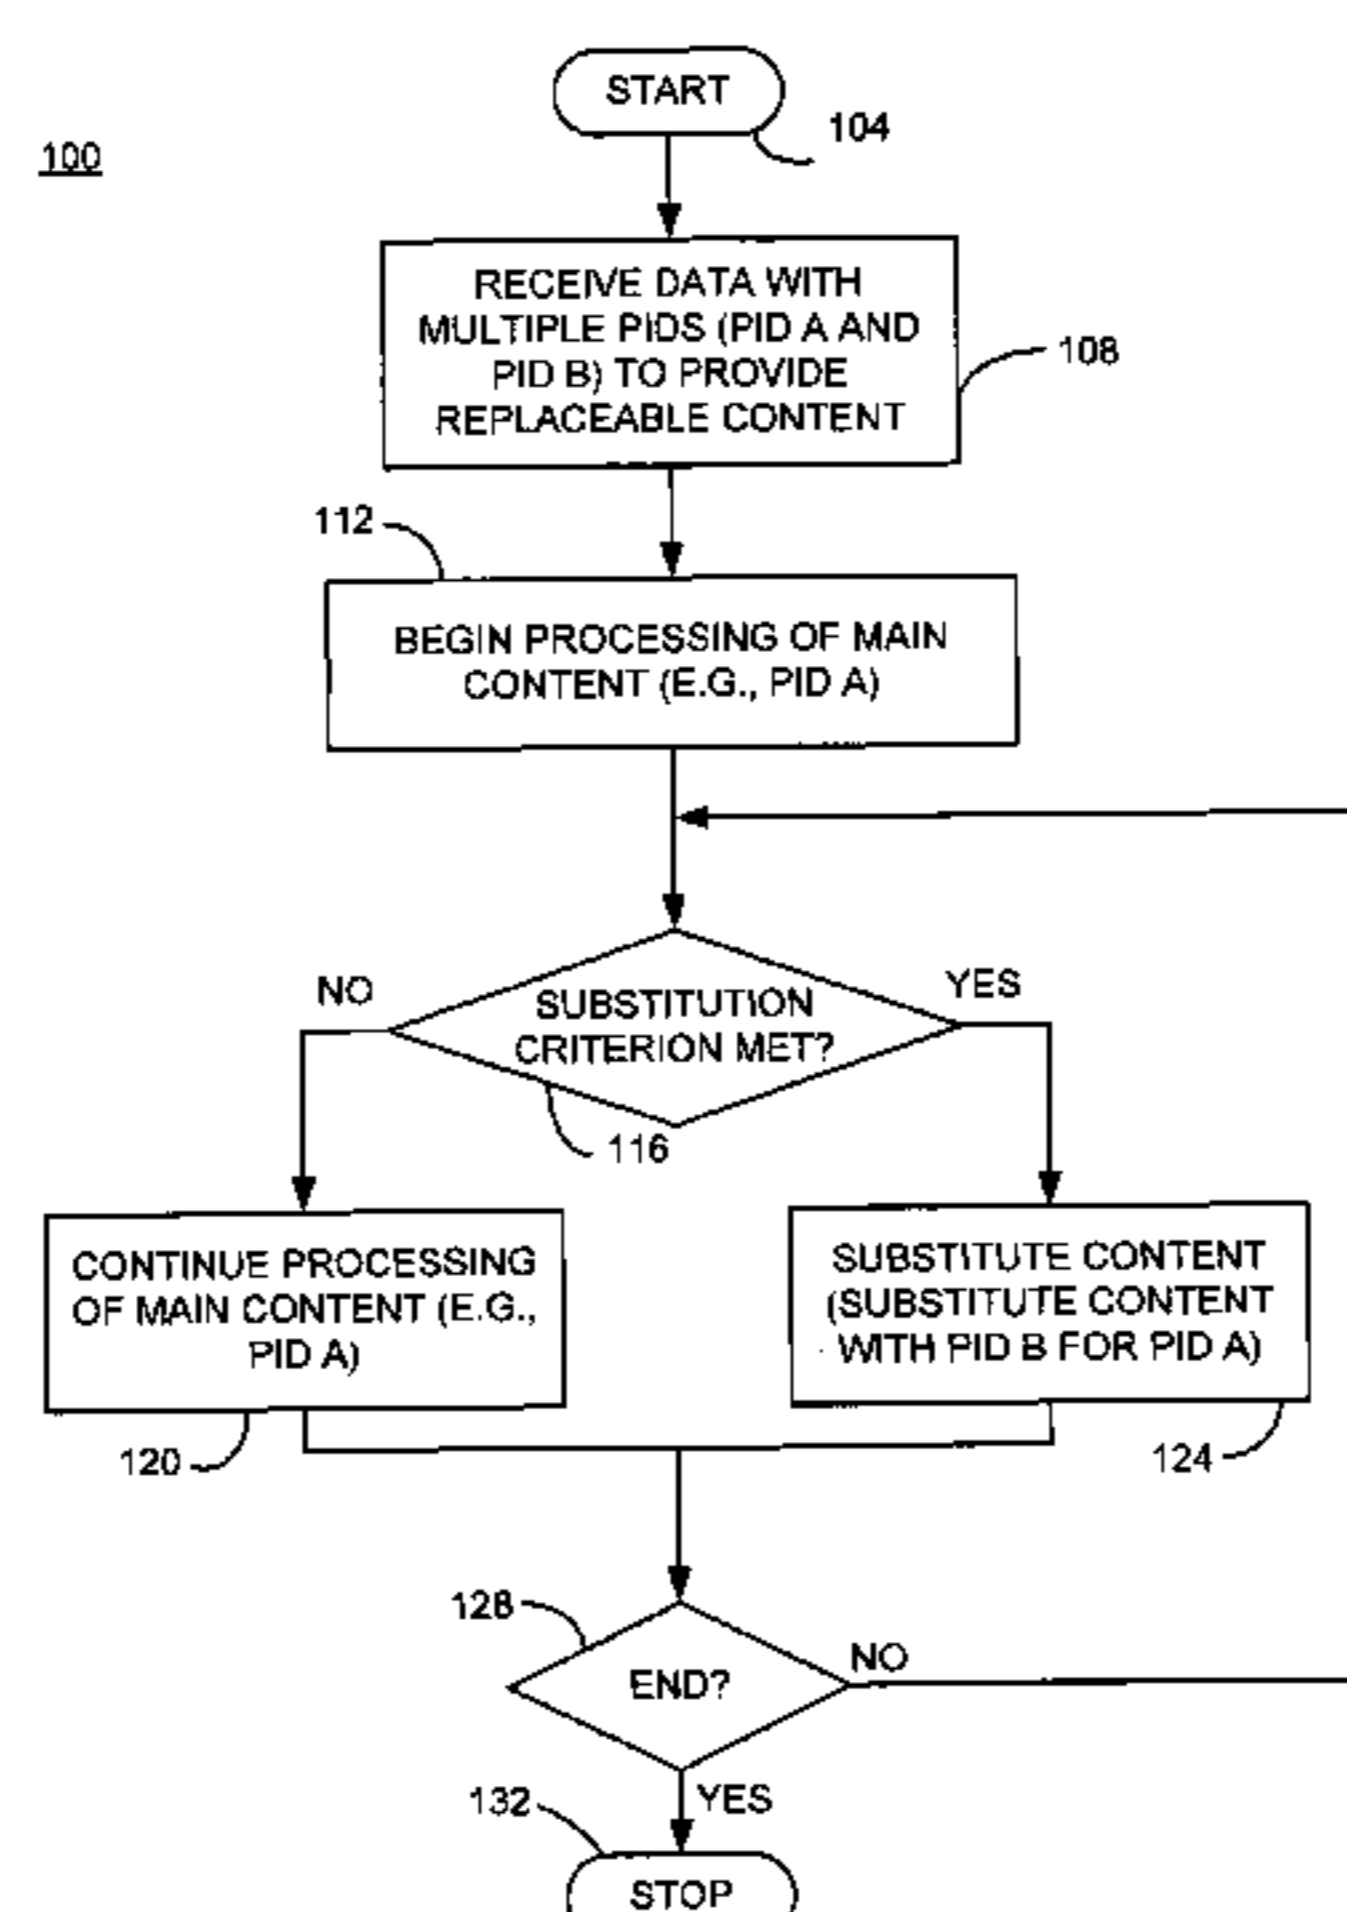 START
104
100
RECEIVE DATA WITH
MULTIPLE PIDS (PID A AND
PID B) TO PROVIDE
REPLACEABLE CONTENT
108
112
BEGIN PROCESSING OF MAIN
CONTENT (E.G., PID A)
NO
YES
SUBSTITUTION
CRITERION MET?
116
CONTINUE PROCESSING
OF MAIN CONTENT (E.G.,
PID A)
SUBSTITUTE CONTENT
(SUBSTITUTE CONTENT
WITH PID B FOR PID A)
120
124
128
END?
NO
YES
132
STOP